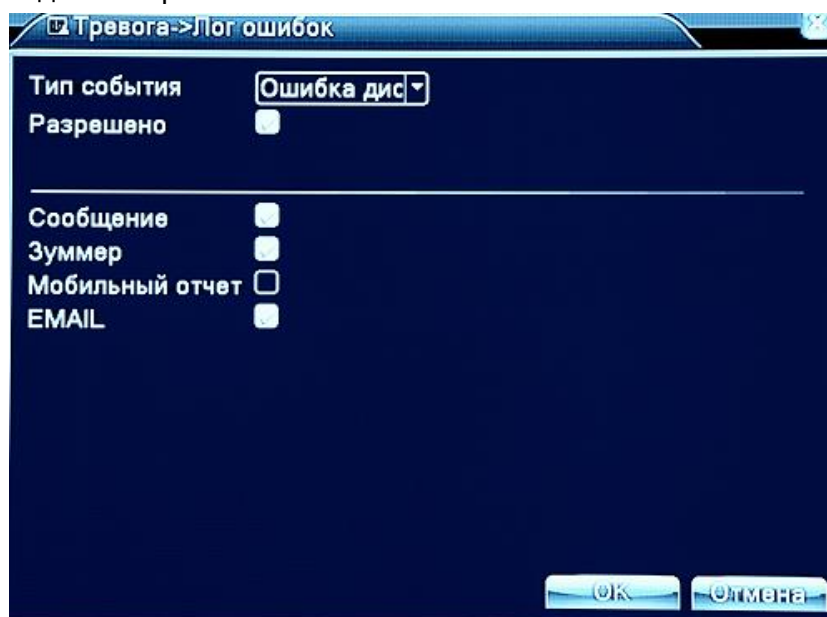 Тревога->Лог ошибок
Тип события Ошибка дис
Разрешено
Сообщение
Зуммер
Мобильный отчет
EMAIL
OK Отмена